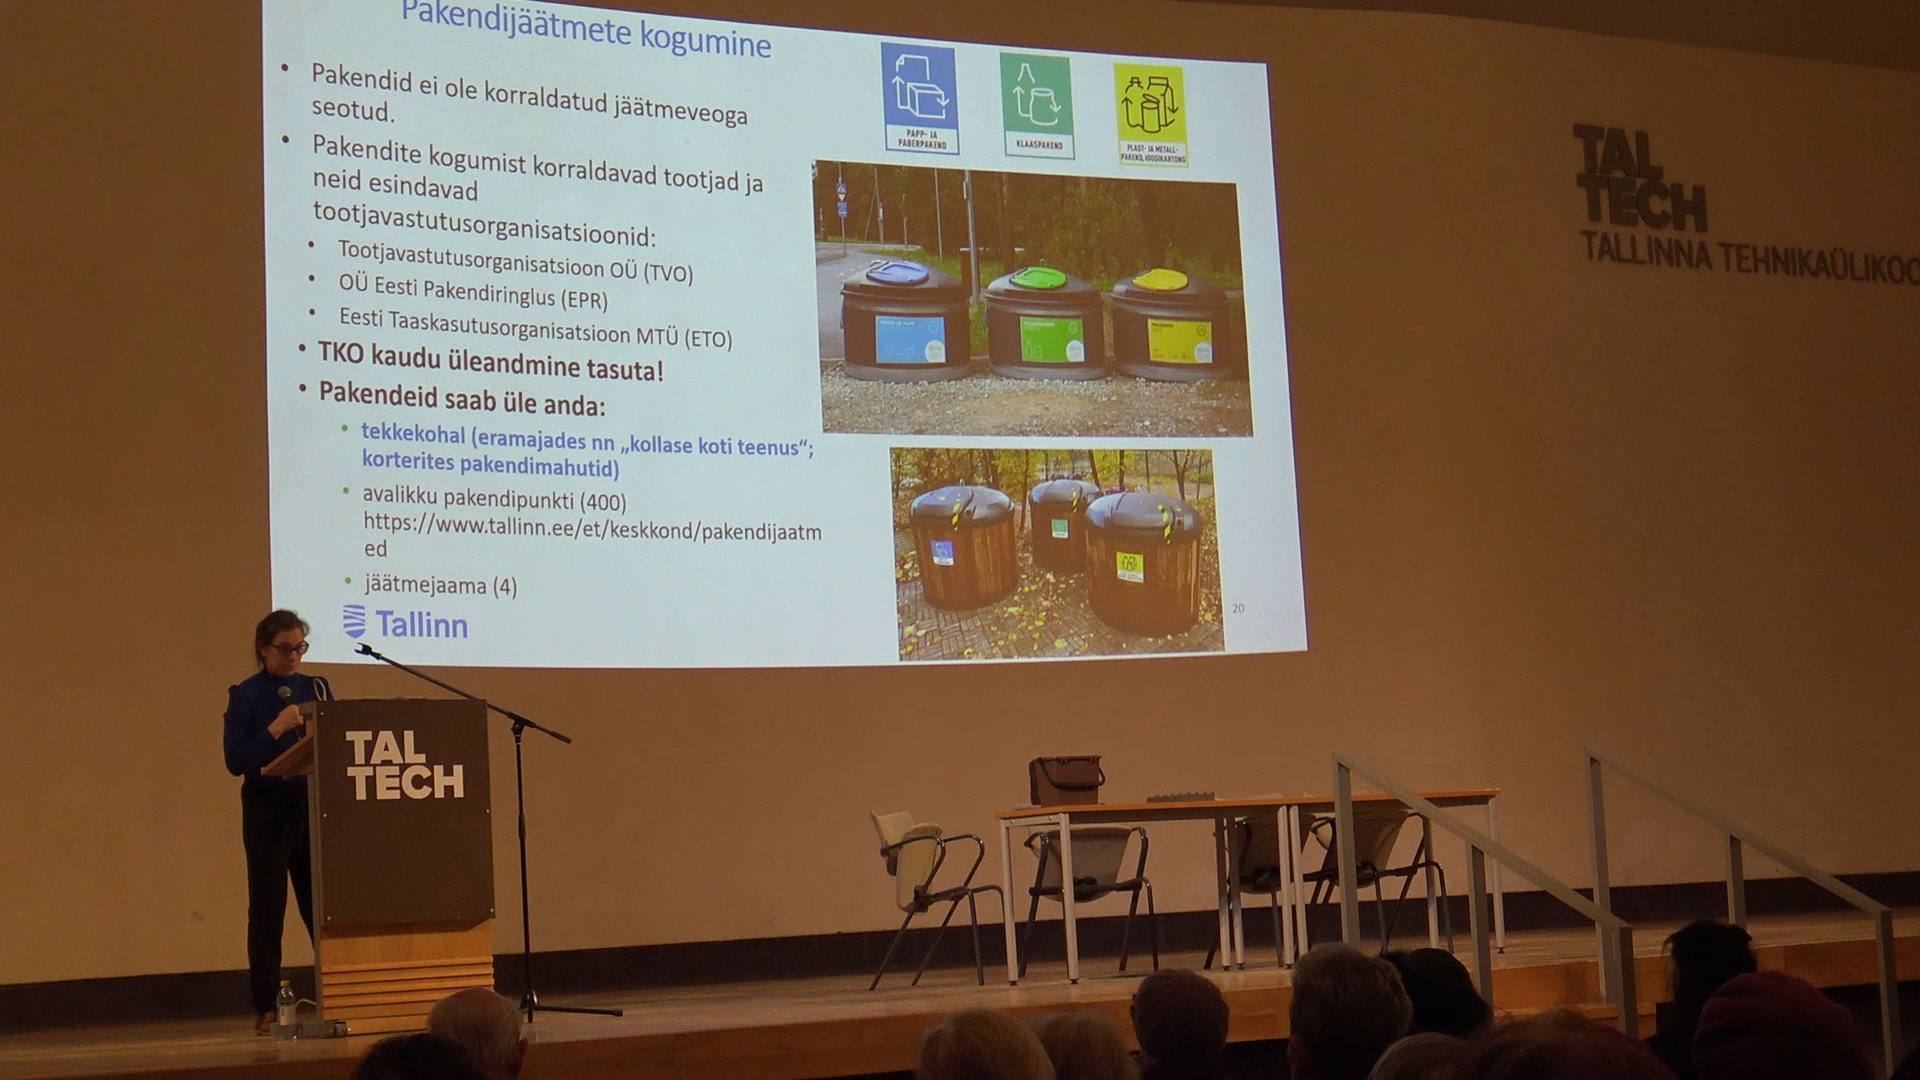 Pakendijäätmete kogumine
• Pakendid ei ole korraldatud jäätmeveoga
seotud.
• Pakendite kogumist korraldavad tootjad ja
neid esindavad
tootjavastutusorganisatsioonid:
• Tootjavastutusorganisatsioon OÜ (TVO)
• OÜ Eesti Pakendiringlus (EPR)
• Eesti Taaskasutusorganisatsioon MTÜ (ETO)
• TKO kaudu üleandmine tasuta!
• Pakendeid saab üle anda:
• tekkekohal (eramajades nn „kollase koti teenus“;
korterites pakendimahutid)
• avalikku pakendipunkti (400)
https://www.tallinn.ee/et/keskkond/pakendijaatm
ed
• jäätmejaama (4)
Tallinn
PAPP- JA
PABERPAKEND
KLAASPAKEND
PLAST- JA METALL-
PAKEND, JOOGIKARTONG
20
TAL
TECH
TALLINNA TEHNIKAÜLIKOO
TAL
TECH